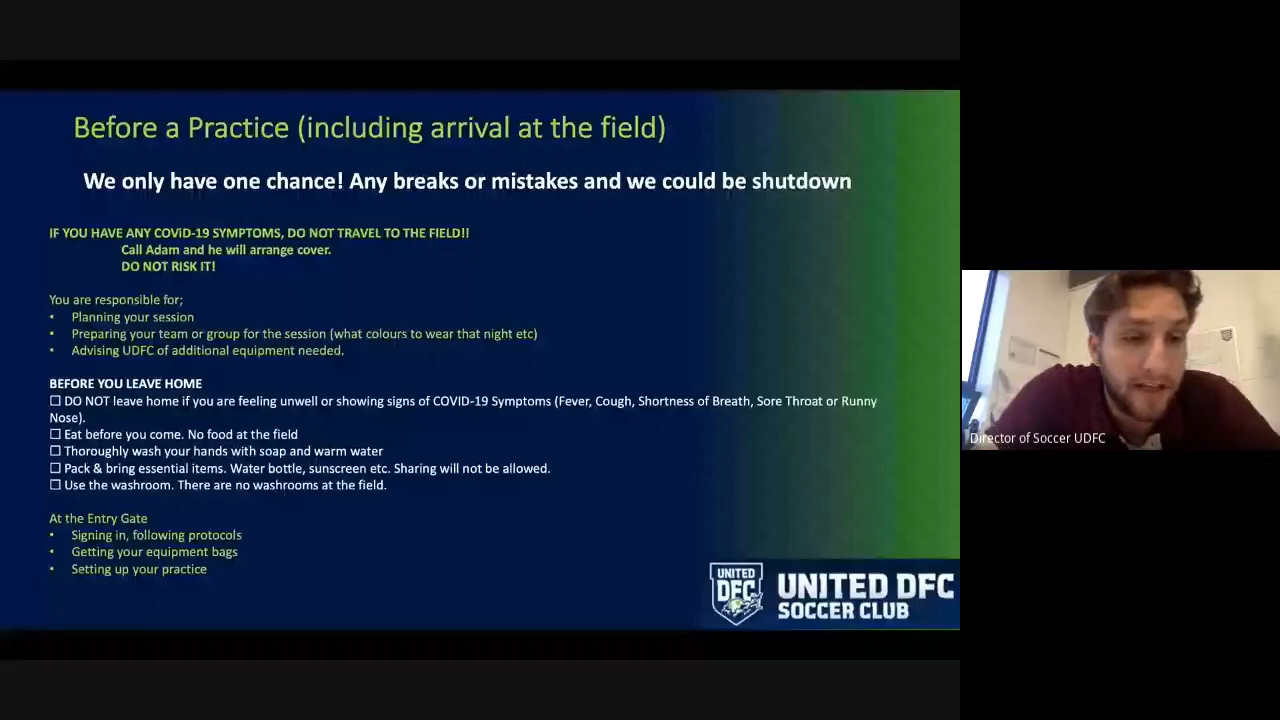 Before a Practice (including arrival at the field)
We only have one chance! Any breaks or mistakes and we could be shutdown
IF YOU HAVE ANY COViD-19 SYMPTOMS, DO NOT TRAVEL TO THE FIELD!!
Call Adam and he will arrange cover.
DO NOT RISK IT!
You are responsible for;
• Planning your session
• Preparing your team or group for the session (what colours to wear that night etc)
• Advising UDFC of additional equipment needed.
BEFORE YOU LEAVE HOME
☐ DO NOT leave home if you are feeling unwell or showing signs of COVID-19 Symptoms (Fever, Cough, Shortness of Breath, Sore Throat or Runny
Nose).
☐ Eat before you come. No food at the field
☐ Thoroughly wash your hands with soap and warm water
☐ Pack & bring essential items. Water bottle, sunscreen etc. Sharing will not be allowed.
☐ Use the washroom. There are no washrooms at the field.
At the Entry Gate
• Signing in, following protocols
• Getting your equipment bags
• Setting up your practice
UNITED
DFC
UNITED DFC
SOCCER CLUB
Director of Soccer UDFC